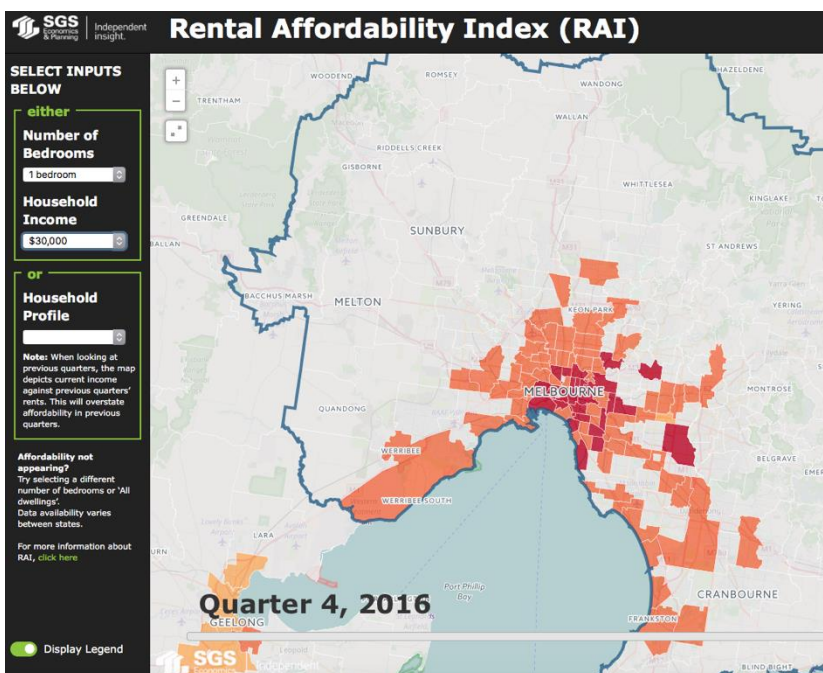 SGS
Economics
& Planning
Independent
insight.
Rental Affordability Index (RAI)
SELECT INPUTS
BELOW
either
Number of
Bedrooms
1 bedroom
Household
Income
$30,000
or
Household
Profile
Note: When looking at
previous quarters, the map
depicts current income
against previous quarters'
rents. This will overstate
affordability in previous
quarters.
Affordability not
appearing?
Try selecting a different
number of bedrooms or 'All
dwellings'.
Data availability varies
between states.
For more information about
RAI, click here
Display Legend
+
−
WOODEND
ROMSEY
HAZELDENE
WANDONG
TRENTHAM
WALLAN
RIDDELLS CREEK
GISBORNE
WHITTLESEA
KINGLAKE
GREENDALE
SUNBURY
ST ANDREWS
BALLAN
BACCHUS MARSH
MELTON
KEON PARK
YERING
MELBOURNE
MONTROSE
QUANDONG
WERRIBEE
BELGRAVE
WERRIBEE SOUTH
LARA
Port Phillip
Bay
CRANBOURNE
Quarter 4, 2016
GEELONG
FRANKSTON
Leopold
SGS
Economics
Independent
BLIND BIGHT